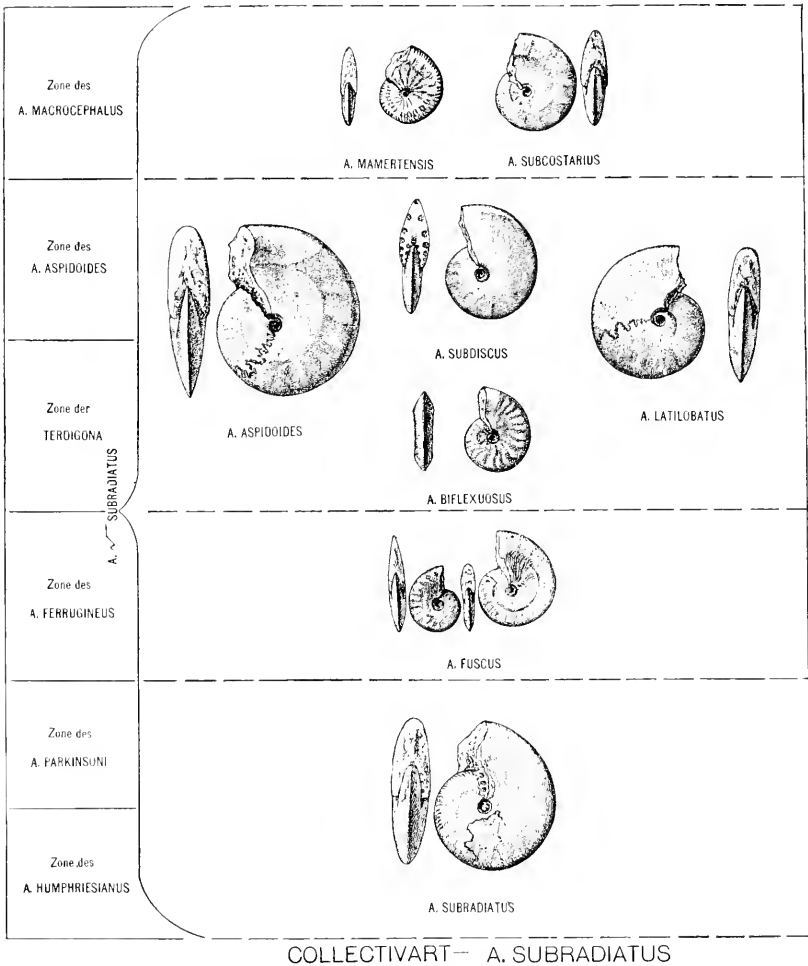 Zone des
A. MACROCEPHALUS
A. MAMERTENSIS
A. SUBCOSTARIUS
Zone des
A. ASPIDOIDES
A. SUBDISCUS
Zone der
TERDIGONA
A. ASPIDOIDES
A. LATILOBATUS
A. BIFLEXUOSUS
A. SUBRADIATUS
Zone des
A. FERRUGINEUS
A. FUSCUS
Zone des
A. PARKINSONI
Zone des
A. HUMPHRIESIANUS
A. SUBRADIATUS
COLLECTIVART— A. SUBRADIATUS